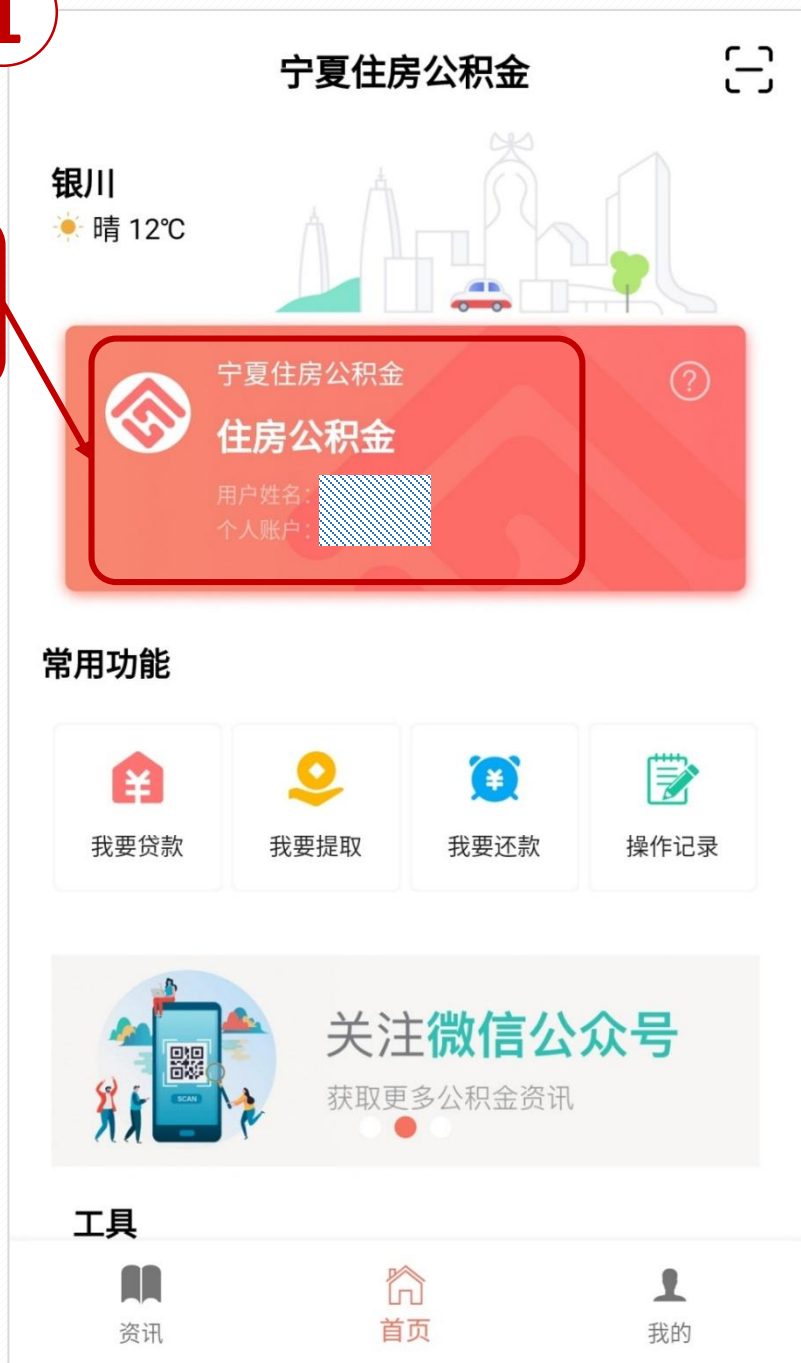 1
宁夏住房公积金
银川
晴 12℃
宁夏住房公积金
住房公积金
?
用户姓名:
个人账户:
常用功能
¥
¥
我要贷款
我要提取
我要还款
操作记录
关注微信公众号
SCAN
获取更多公积金资讯
工具
资讯
首页
我的